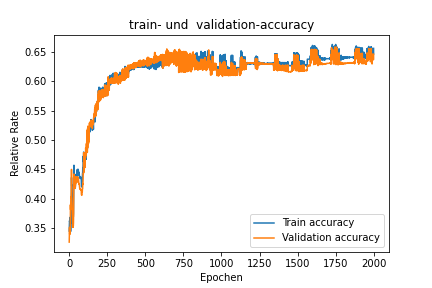 train- und  validation-accuracy
0.65
0.60
0.55
0.50
0.45
0.40
0.35
Relative Rate
0 250 500 750 1000 1250 1500 1750 2000
Epochen
Train accuracy
Validation accuracy